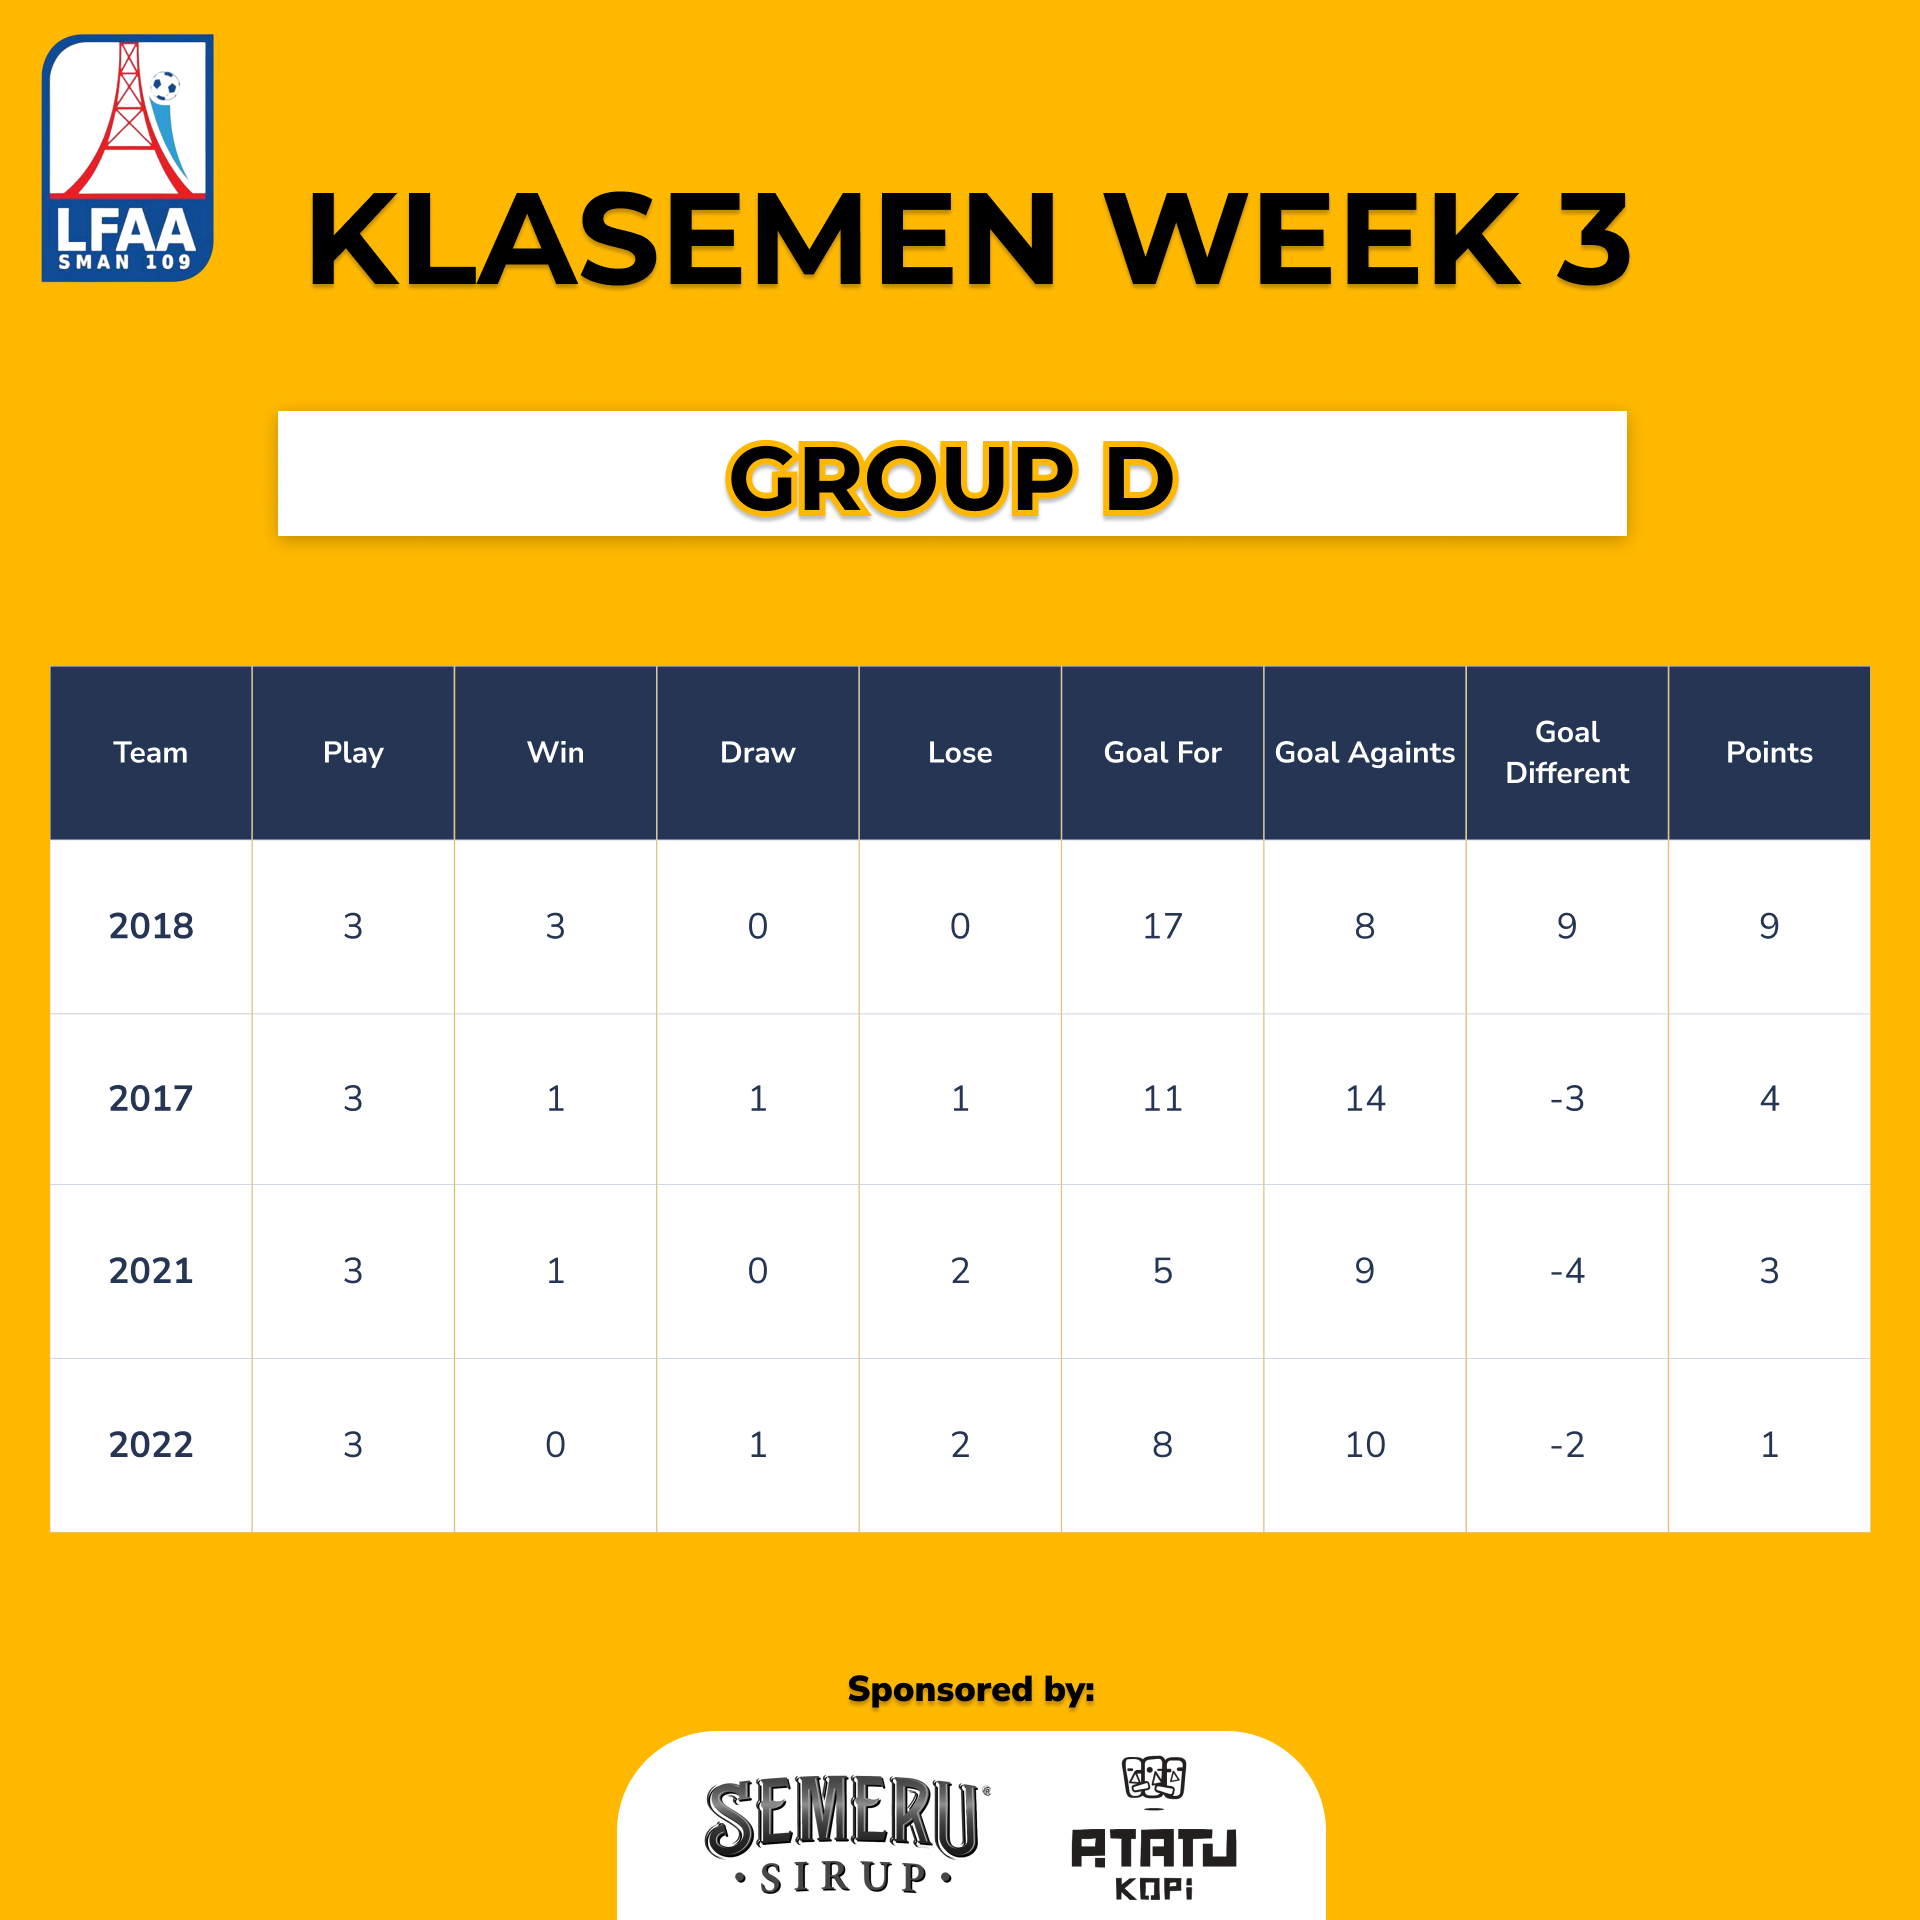 LFAA
SMAN 109
KLASEMEN WEEK 3
GROUP D
Team Play Win Draw Lose Goal For Goal Againts Goal Different Points
2018 3 3 0 0 17 8 9 9
2017 3 1 1 1 11 14 -3 4
2021 3 1 0 2 5 9 -4 3
2022 3 0 1 2 8 10 -2 1
Sponsored by:
SEMERU®
·SIRUP·
P.TATU
KOPi